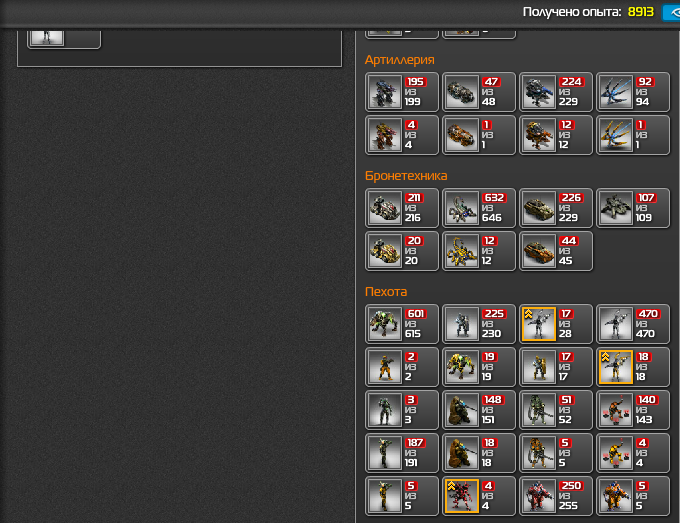 Получено опыта: 8913
Артиллерия
195 из 199
47 из 48
224 из 229
92 из 94
4 из 4
1 из 1
12 из 12
1 из 1
Бронетехника
211 из 216
632 из 646
226 из 229
107 из 109
20 из 20
12 из 12
44 из 45
Пехота
601 из 615
225 из 230
17 из 28
470 из 470
2 из 2
19 из 19
17 из 17
18 из 18
3 из 3
148 из 151
51 из 52
140 из 143
187 из 191
18 из 18
5 из 5
4 из 4
5 из 5
4 из 4
250 из 255
5 из 5